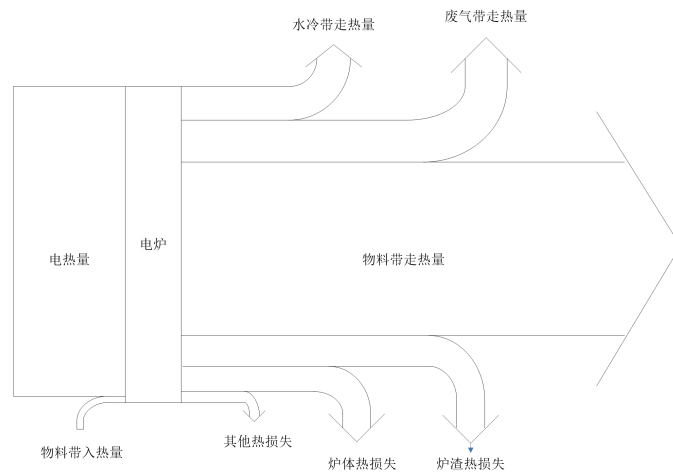 废气带走热量
水冷带走热量
电炉
电热量
物料带走热量
其他热损失
物料带入热量
炉体热损失
炉渣热损失